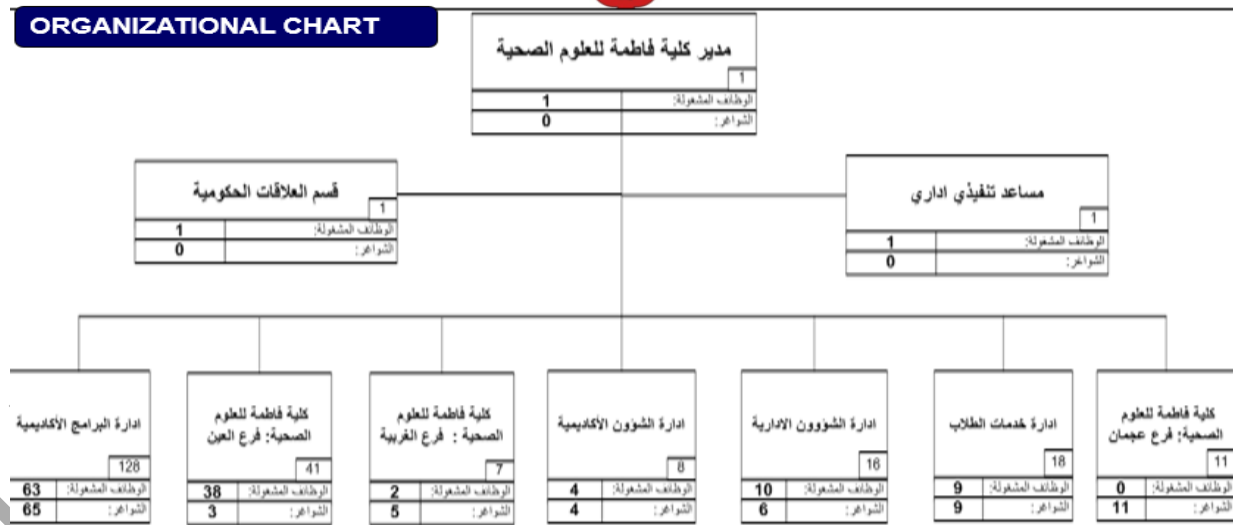 ORGANIZATIONAL CHART
مدير كلية فاطمة للعلوم الصحية
1
الوظائف المشغولة: 1
الشواغر: 0
مساعد تنفيذي اداري
1
الوظائف المشغولة: 1
الشواغر: 0
قسم العلاقات الحكومية
1
الوظائف المشغولة: 1
الشواغر: 0
كلية فاطمة للعلوم
الصحية: فرع عجمان
11
الوظائف المشغولة: 0
الشواغر: 11
ادارة خدمات الطلاب
18
الوظائف المشغولة: 9
الشواغر: 9
ادارة الشوؤون الادارية
16
الوظائف المشغولة: 10
الشواغر: 6
ادارة الشؤون الأكاديمية
8
الوظائف المشغولة: 4
الشواغر: 4
كلية فاطمة للعلوم
الصحية : فرع الغربية
7
الوظائف المشغولة: 2
الشواغر: 5
كلية فاطمة للعلوم
الصحية: فرع العين
41
الوظائف المشغولة: 38
الشواغر: 3
ادارة البرامج الأكاديمية
128
الوظائف المشغولة: 63
الشواغر: 65